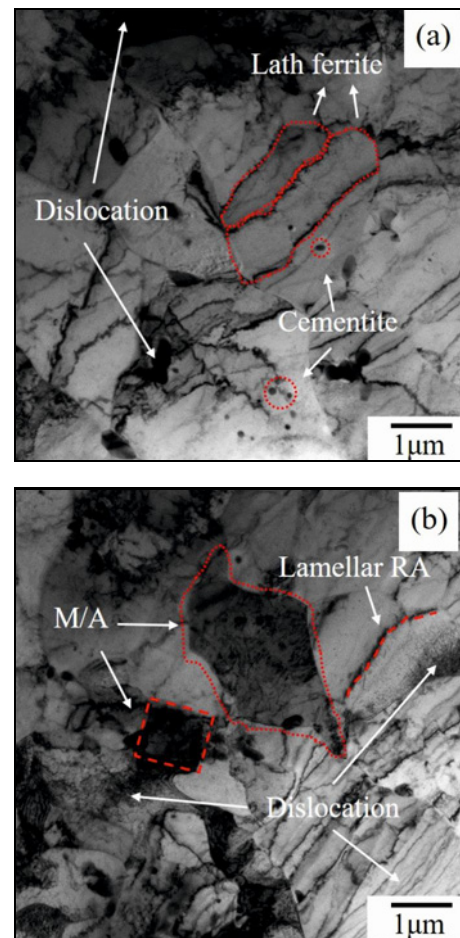 (a)
Lath ferrite
Dislocation
Cementite
1μm
(b)
Lamellar RA
M/A
Dislocation
1μm